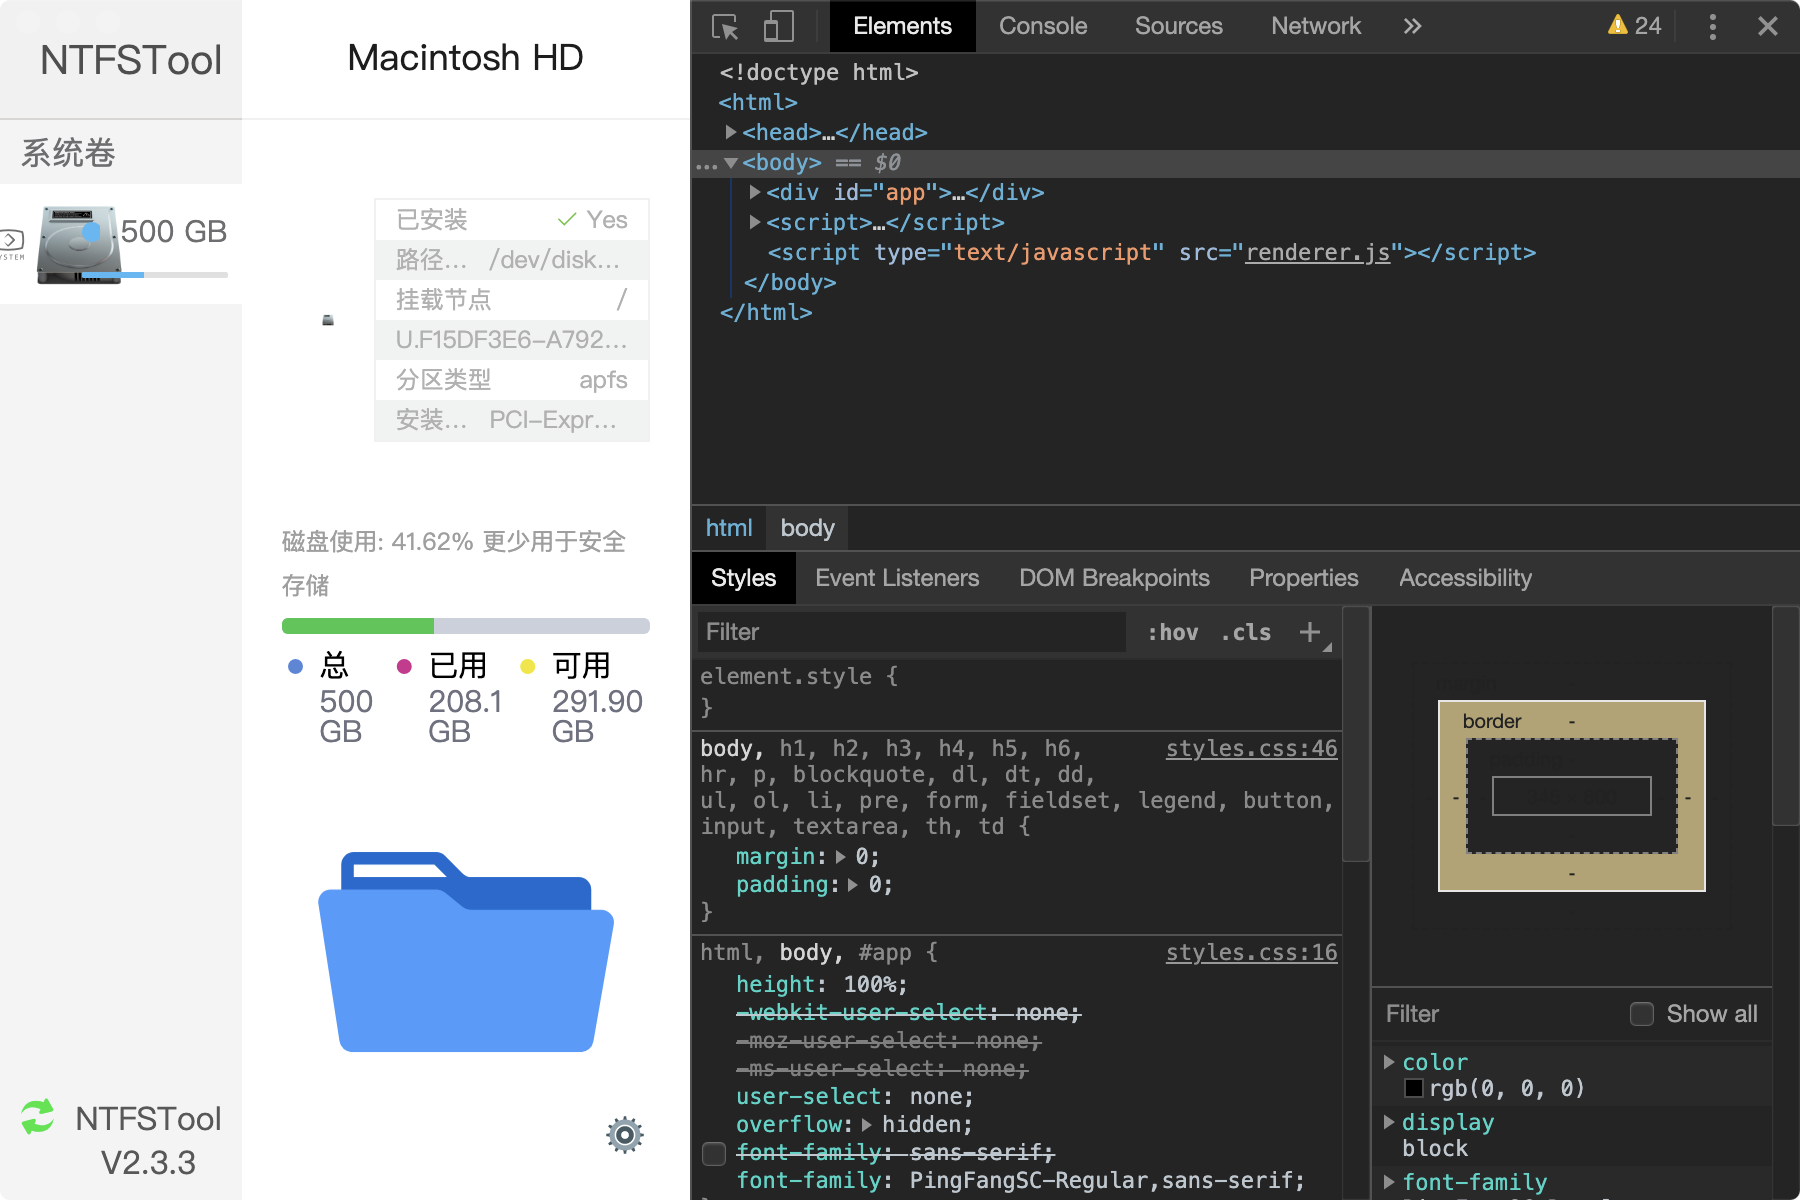 NTFSTool
Macintosh HD
系统卷
500 GB
已安装 Yes
路径... /dev/disk...
挂载节点 /
U.F15DF3E6-A792...
分区类型 apfs
安装... PCI-Expr...
磁盘使用: 41.62% 更少用于安全
存储
总 已用 可用
500 208.1 291.90
GB GB GB
NTFSTool
V2.3.3
Elements Console Sources Network » 24
<!doctype html>
<html>
<head>…</head>
...<body> == $0
<div id="app">…</div>
<script>…</script>
<script type="text/javascript" src="renderer.js"></script>
</body>
</html>
html body
Styles Event Listeners DOM Breakpoints Properties Accessibility
Filter :hov .cls +
element.style {
}
body, h1, h2, h3, h4, h5, h6, styles.css:46
hr, p, blockquote, dl, dt, dd,
ul, ol, li, pre, form, fieldset, legend, button,
input, textarea, th, td {
margin: 0;
padding: 0;
}
html, body, #app { styles.css:16
height: 100%;
-webkit-user-select: none;
-moz-user-select: none;
-ms-user-select: none;
user-select: none;
overflow: hidden;
font-family: sans-serif;
font-family: PingFangSC-Regular,sans-serif;
border -
- -
-
Filter Show all
color
rgb(0, 0, 0)
display
block
font-family